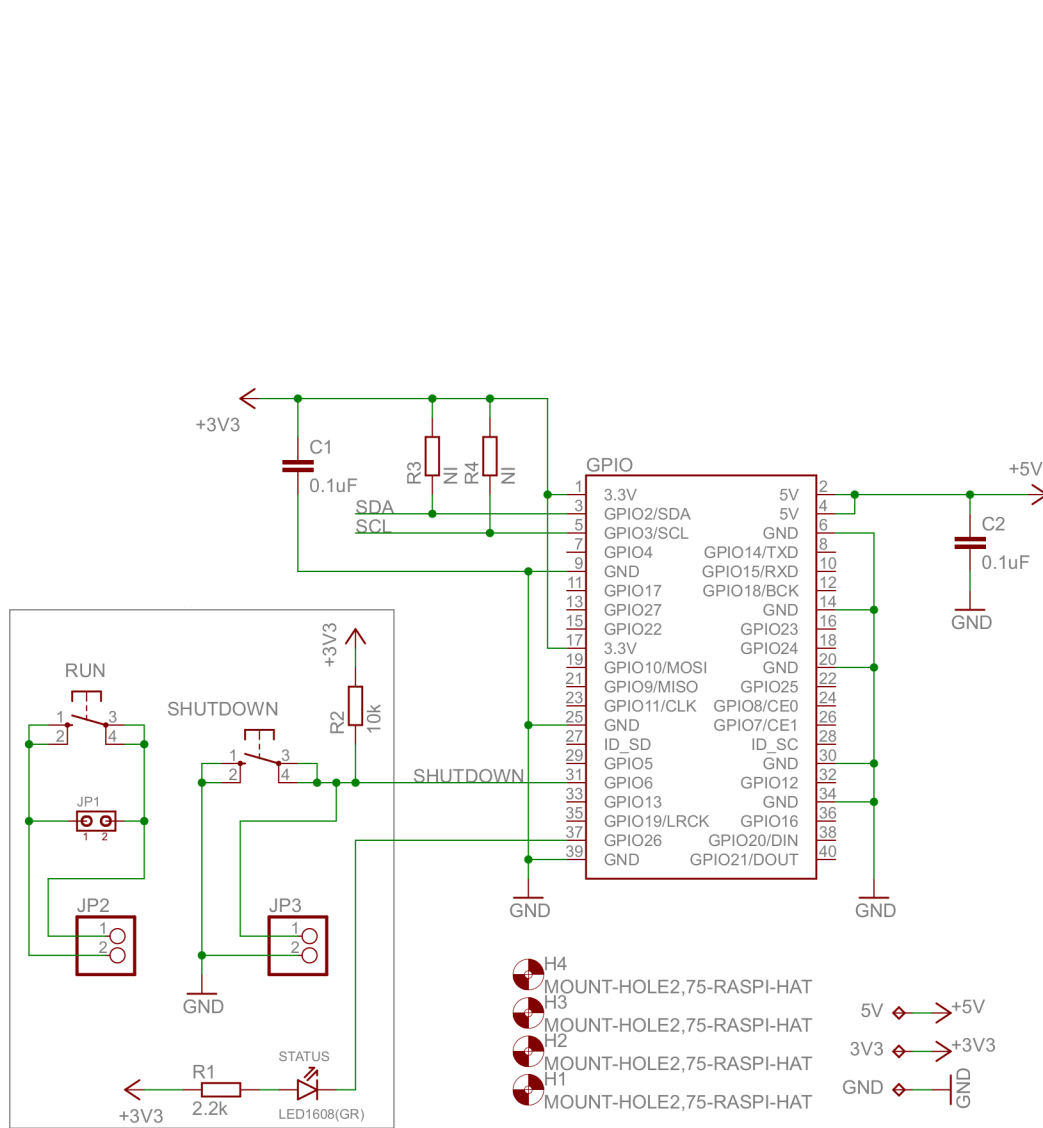 +3V3
C1
0.1uF
R3
NI
R4
NI
SDA
SCL
GPIO
1 3.3V 5V 2
3 GPIO2/SDA 5V 4
5 GPIO3/SCL GND 6
7 GPIO4 GPIO14/TXD 8
9 GND GPIO15/RXD 10
11 GPIO17 GPIO18/BCK 12
13 GPIO27 GND 14
15 GPIO22 GPIO23 16
17 3.3V GPIO24 18
19 GPIO10/MOSI GND 20
21 GPIO9/MISO GPIO25 22
23 GPIO11/CLK GPIO8/CE0 24
25 GND GPIO7/CE1 26
27 ID_SD ID_SC 28
29 GPIO5 GND 30
31 GPIO6 GPIO12 32
33 GPIO13 GND 34
35 GPIO19/LRCK GPIO16 36
37 GPIO26 GPIO20/DIN 38
39 GND GPIO21/DOUT 40
+5V
C2
0.1uF
GND
GND
GND
RUN
1 3
2 4
JP1
1 2
JP2
1
2
SHUTDOWN
1 3
2 4
+3V3
R2
10k
SHUTDOWN
JP3
1
2
GND
STATUS
R1
2.2k
+3V3
LED1608(GR)
H4
MOUNT-HOLE2,75-RASPI-HAT
H3
MOUNT-HOLE2,75-RASPI-HAT
H2
MOUNT-HOLE2,75-RASPI-HAT
H1
MOUNT-HOLE2,75-RASPI-HAT
5V +5V
3V3 +3V3
GND GND